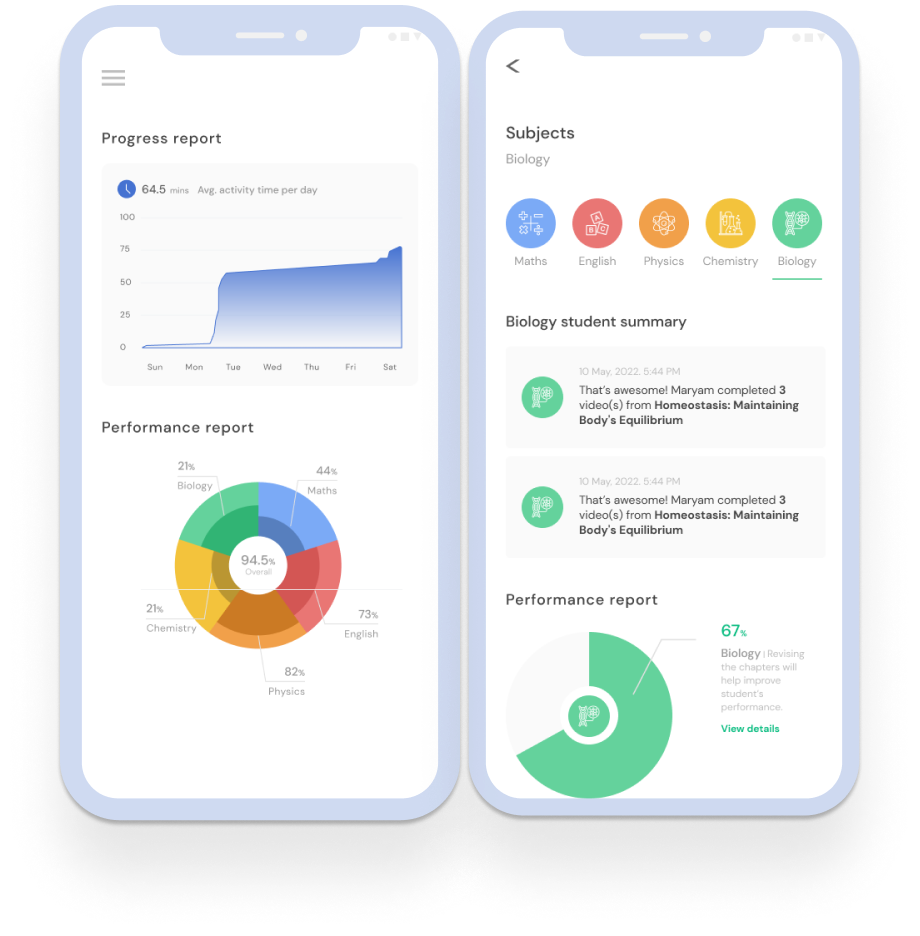 Progress report
64.5 mins Avg. activity time per day
100
75
50
25
0
Sun Mon Tue Wed Thu Fri Sat
Performance report
21%
Biology
44%
Maths
94.5%
Overall
21%
Chemistry
73%
English
82%
Physics
Subjects
Biology
A
B C
Maths English Physics Chemistry Biology
Biology student summary
10 May, 2022. 5:44 PM
That's awesome! Maryam completed 3
video(s) from Homeostasis: Maintaining
Body's Equilibrium
10 May, 2022. 5:44 PM
That's awesome! Maryam completed 3
video(s) from Homeostasis: Maintaining
Body's Equilibrium
Performance report
67%
Biology | Revising
the chapters will
help improve
student's
performance.
View details